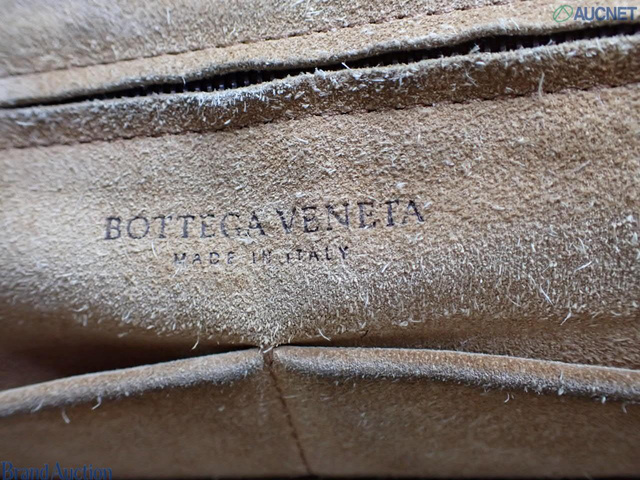 AUCNET
BOTTEGA VENETA
MADE IN ITALY
Brand Auction